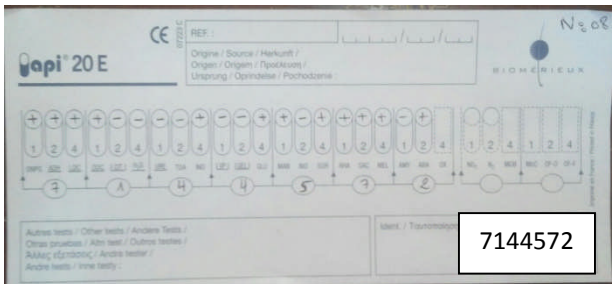 Nº 08
CE
07223 C
REF. :
api® 20 E
Origine / Source / Herkunft /
Origen / Origem / Προέλευση /
Ursprung / Oprindelse / Pochodzenie :
BIOMÉRIEUX
+ + + + - - - - + - - + + - + + + + + +
1 2 4 1 2 4 1 2 4 1 2 4 1 2 4 1 2 4 1 2 4 1 2 4 1 2 4
ONPG ADH LDC ODC CIT H2S URE TDA IND VP GEL GLU MAN INO SOR RHA SAC MEL AMY ARA OX NO2 N2 MOB McC OF-O OF-F
7 1 4 4 5 7 2
Autres tests / Other tests / Andere Tests /
Otras pruebas / Altri test / Outros testes /
Άλλες εξετάσεις / Andra tester /
Andre tests / Inne testy :
Ident. /
7144572